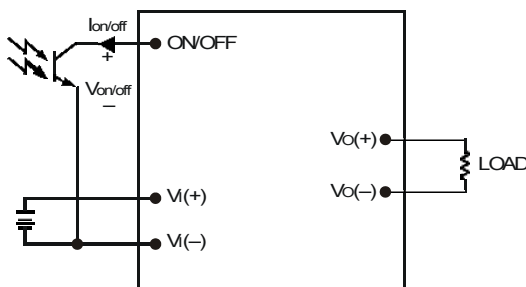 Ion/off
ON/OFF
+
Von/off
−
VO(+)
LOAD
VO(−)
Vi(+)
Vi(−)